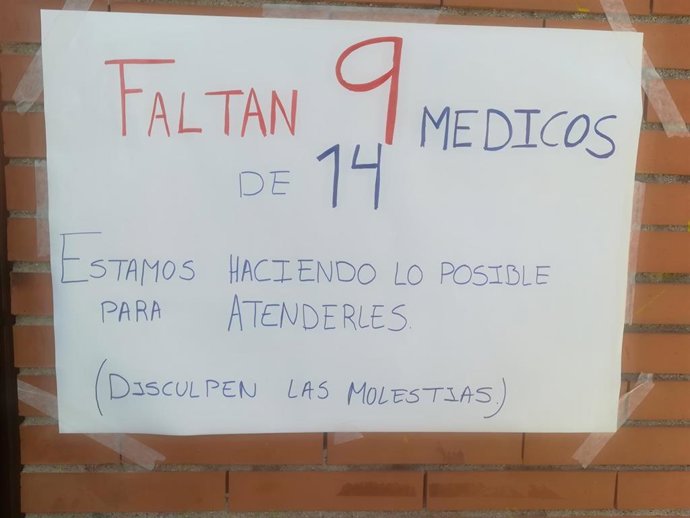 FALTAN 9 MEDICOS
DE 14
ESTAMOS HACIENDO LO POSIBLE
PARA ATENDERLES.
(DISCULPEN LAS MOLESTIAS.)